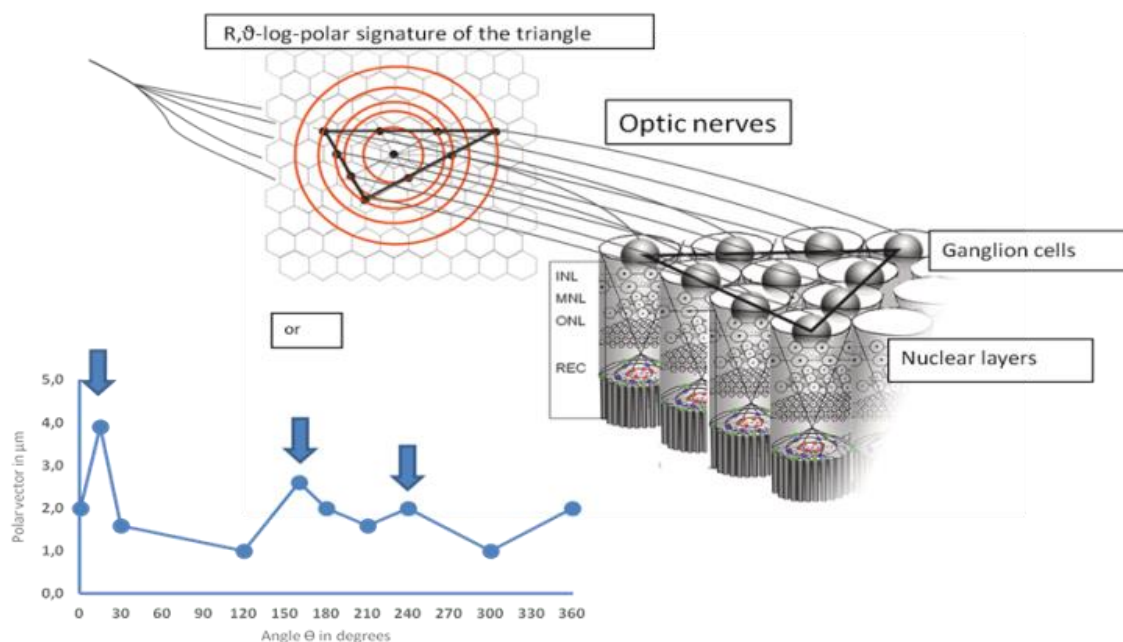 R,ϑ-log-polar signature of the triangle
Optic nerves
Ganglion cells
INL
MNL
ONL
REC
Nuclear layers
or
5,0
4,0
3,0
2,0
1,0
0,0
Polar vector in µm
0 30 60 90 120 150 180 210 240 270 300 330 360
Angle Ɵ in degrees